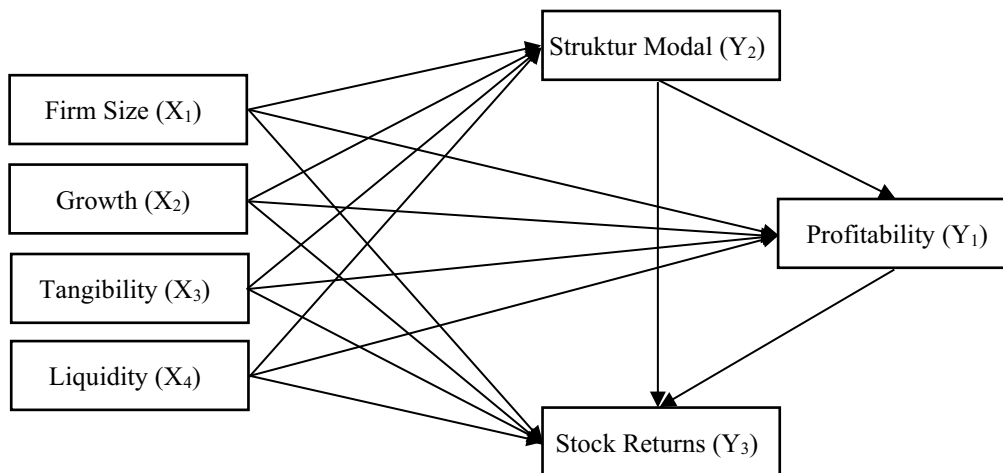 Struktur Modal (Y₂)
Firm Size (X₁)
Growth (X₂)
Profitability (Y₁)
Tangibility (X₃)
Liquidity (X₄)
Stock Returns (Y₃)